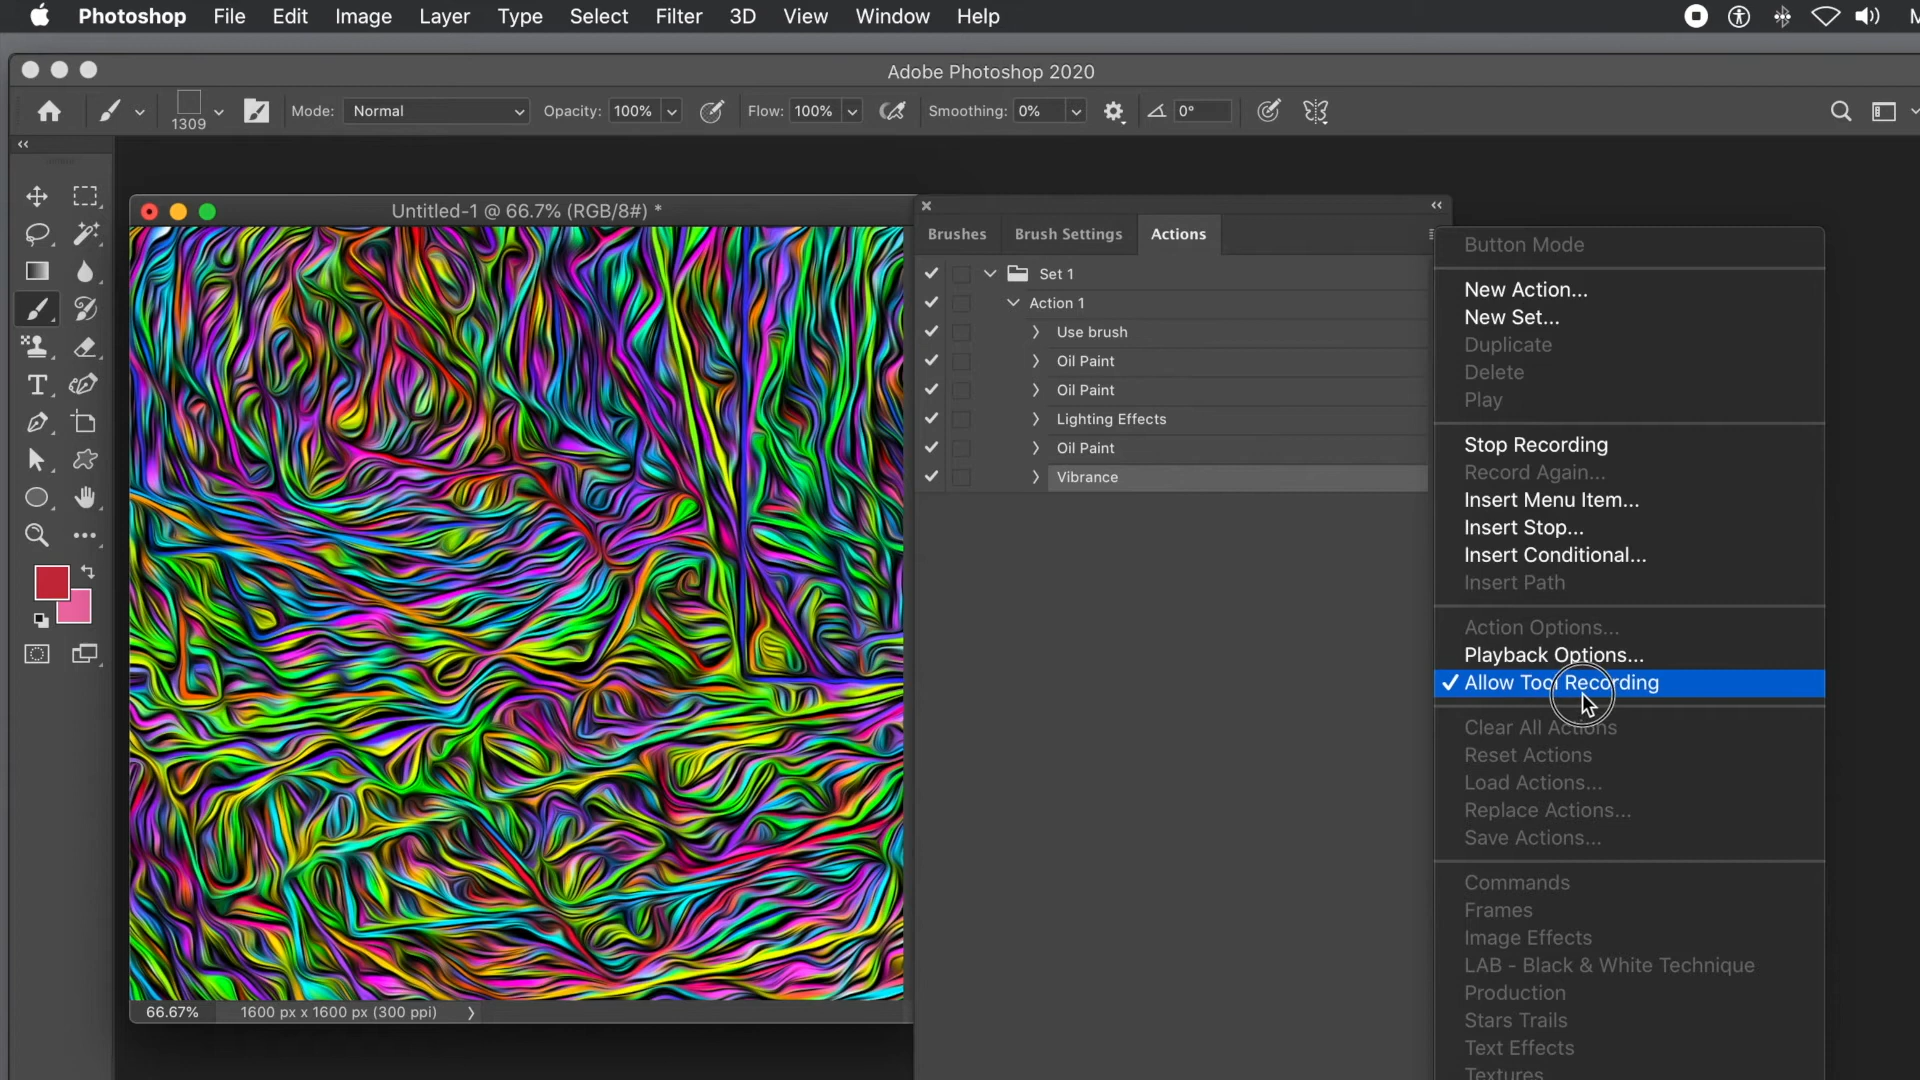 Photoshop File Edit Image Layer Type Select Filter 3D View Window Help
Adobe Photoshop 2020
1309 Mode: Normal Opacity: 100% Flow: 100% Smoothing: 0% 0°
Untitled-1 @ 66.7% (RGB/8#) *
Brushes Brush Settings Actions
Set 1
Action 1
Use brush
Oil Paint
Oil Paint
Lighting Effects
Oil Paint
Vibrance
66.67% 1600 px x 1600 px (300 ppi)
Button Mode
New Action...
New Set...
Duplicate
Delete
Play
Stop Recording
Record Again...
Insert Menu Item...
Insert Stop...
Insert Conditional...
Insert Path
Action Options...
Playback Options...
Allow Tool Recording
Clear All Actions
Reset Actions
Load Actions...
Replace Actions...
Save Actions...
Commands
Frames
Image Effects
LAB - Black & White Technique
Production
Stars Trails
Text Effects
Textures